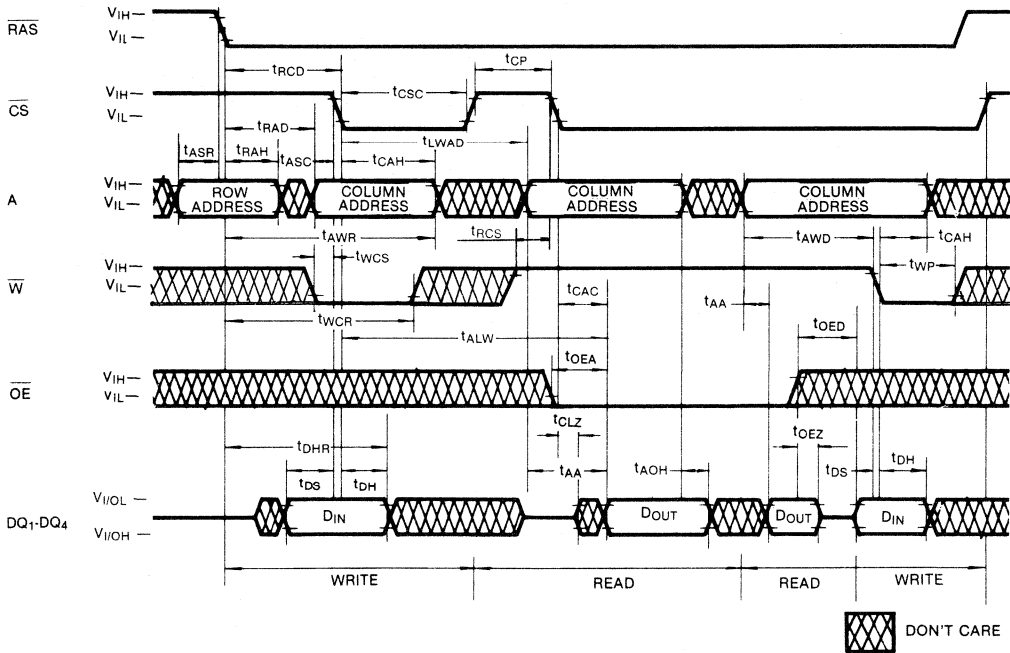 RAS
VIH
VIL
tRCD
tCP
CS
VIH
VIL
tCSC
tRAD
tLWAD
tASR
tRAH
tASC
tCAH
A
VIH
VIL
ROW ADDRESS
COLUMN ADDRESS
COLUMN ADDRESS
COLUMN ADDRESS
tAWR
tRCS
tAWD
tCAH
tWCS
tWP
W
VIH
VIL
tCAC
tAA
tWCR
tALW
tOED
tOEA
OE
VIH
VIL
tCLZ
tOEZ
tDHR
tDS
tDH
tAA
tAOH
tDS
tDH
DQ1-DQ4
VI/OL
VI/OH
DIN
DOUT
DOUT
DIN
WRITE
READ
READ
WRITE
DON'T CARE